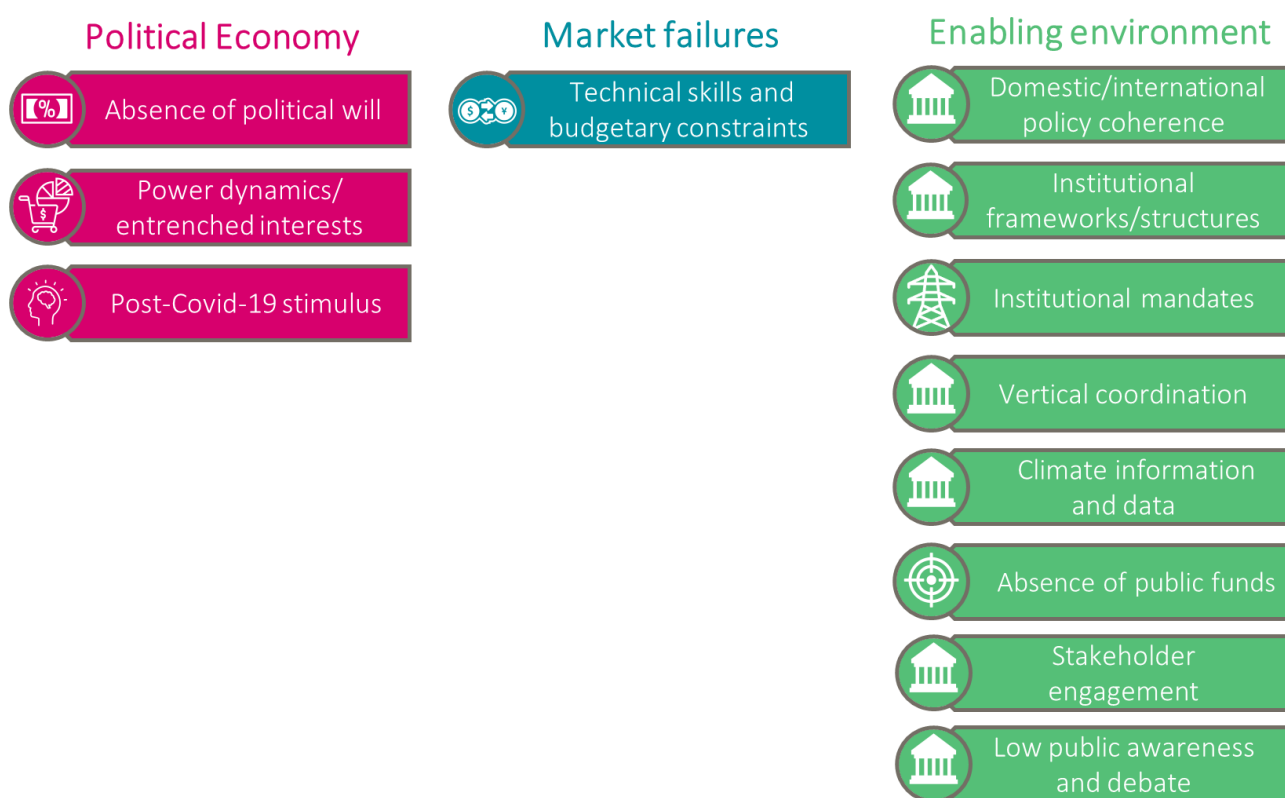 Political Economy
Absence of political will
Power dynamics/
entrenched interests
Post-Covid-19 stimulus
Market failures
Technical skills and
budgetary constraints
Enabling environment
Domestic/international
policy coherence
Institutional
frameworks/structures
Institutional mandates
Vertical coordination
Climate information
and data
Absence of public funds
Stakeholder
engagement
Low public awareness
and debate